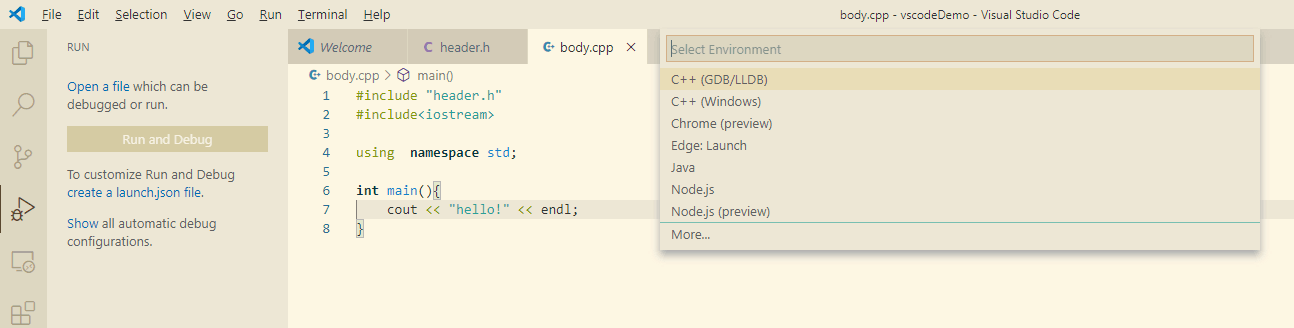 File Edit Selection View Go Run Terminal Help body.cpp - vscodeDemo - Visual Studio Code
RUN
Open a file which can be
debugged or run.
Run and Debug
To customize Run and Debug
create a launch.json file.
Show all automatic debug
configurations.
Welcome
C header.h
body.cpp
body.cpp > main()
1 #include "header.h"
2 #include<iostream>
3
4 using  namespace std;
5
6 int main(){
7     cout << "hello!" << endl;
8 }
Select Environment
C++ (GDB/LLDB)
C++ (Windows)
Chrome (preview)
Edge: Launch
Java
Node.js
Node.js (preview)
More...